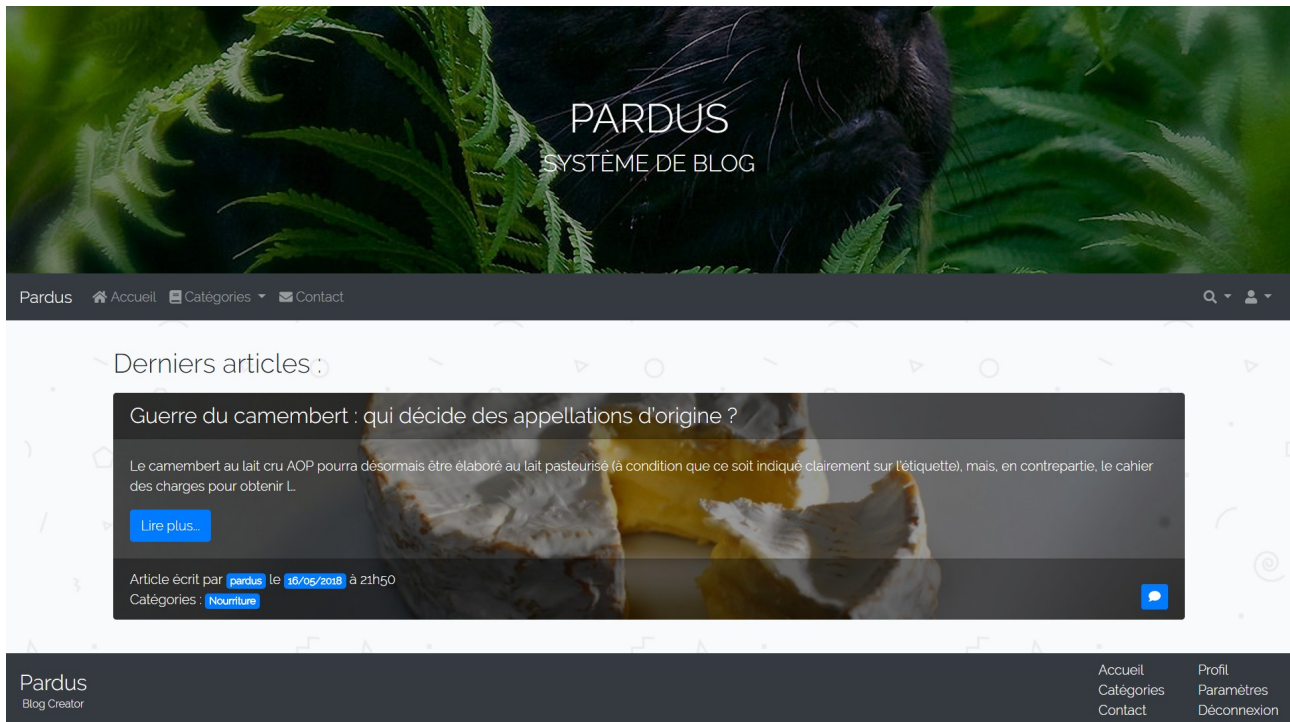 PARDUS
SYSTÈME DE BLOG
Pardus Accueil Catégories Contact
Derniers articles :
Guerre du camembert : qui décide des appellations d'origine ?
Le camembert au lait cru AOP pourra désormais être élaboré au lait pasteurisé (à condition que ce soit indiqué clairement sur l'étiquette), mais, en contrepartie, le cahier
des charges pour obtenir l...
Lire plus...
Article écrit par pardus le 16/05/2018 à 21h50
Catégories : Nourriture
Pardus
Blog Creator
Accueil
Catégories
Contact
Profil
Paramètres
Déconnexion